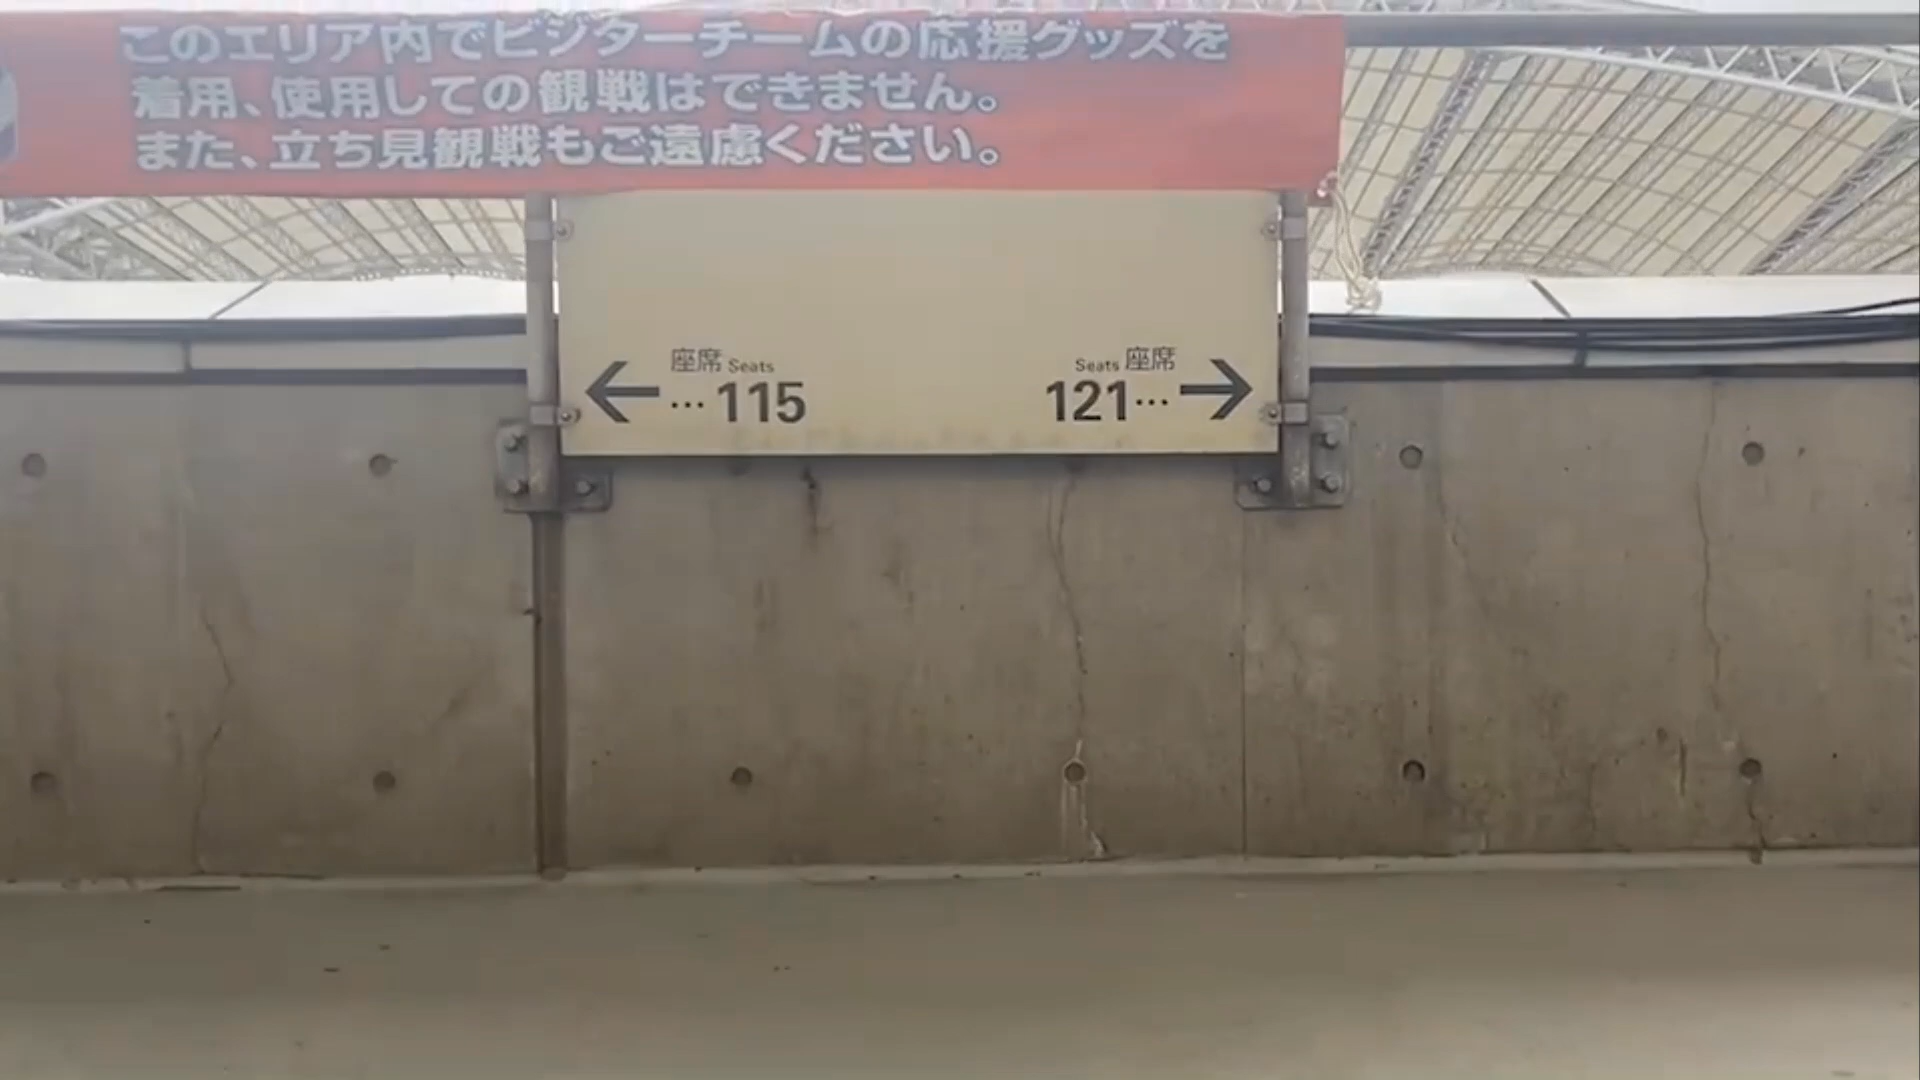 このエリア内でビジターチームの応援グッズを
着用、使用しての観戦はできません。
また、立ち見観戦もご遠慮ください。
座席 Seats
…115
Seats 座席
121…